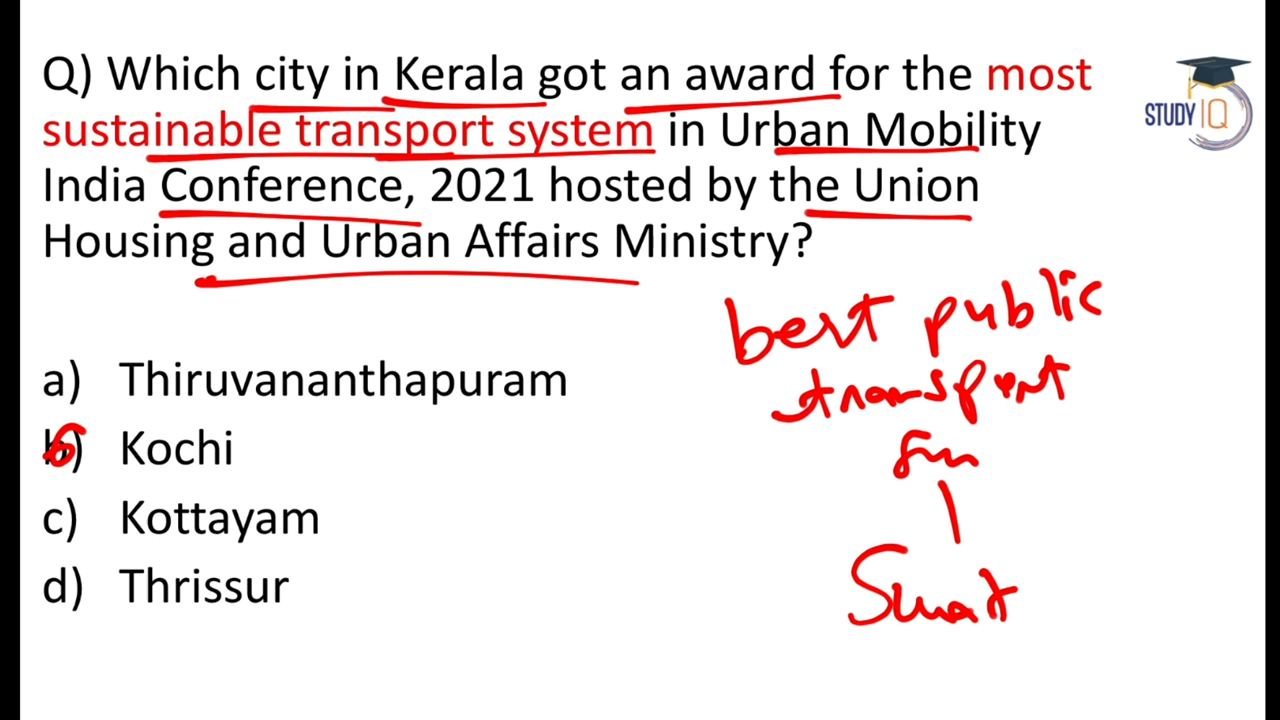 Q) Which city in Kerala got an award for the most
sustainable transport system in Urban Mobility
India Conference, 2021 hosted by the Union
Housing and Urban Affairs Ministry?
STUDY IQ
a) Thiruvananthapuram
b) Kochi
c) Kottayam
d) Thrissur
best public
transport
Surat